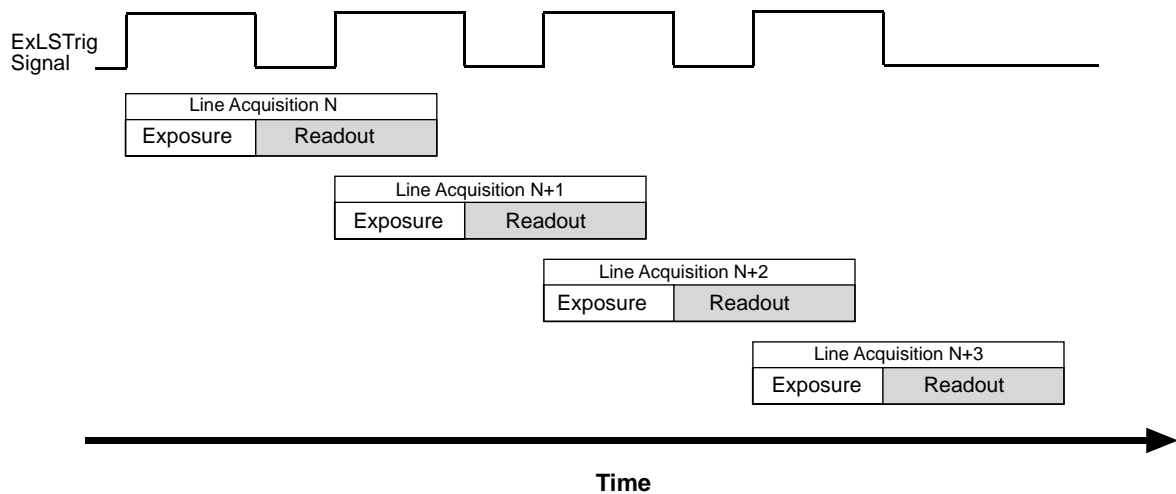 ExLSTrig
Signal
Line Acquisition N
Exposure Readout
Line Acquisition N+1
Exposure Readout
Line Acquisition N+2
Exposure Readout
Line Acquisition N+3
Exposure Readout
Time